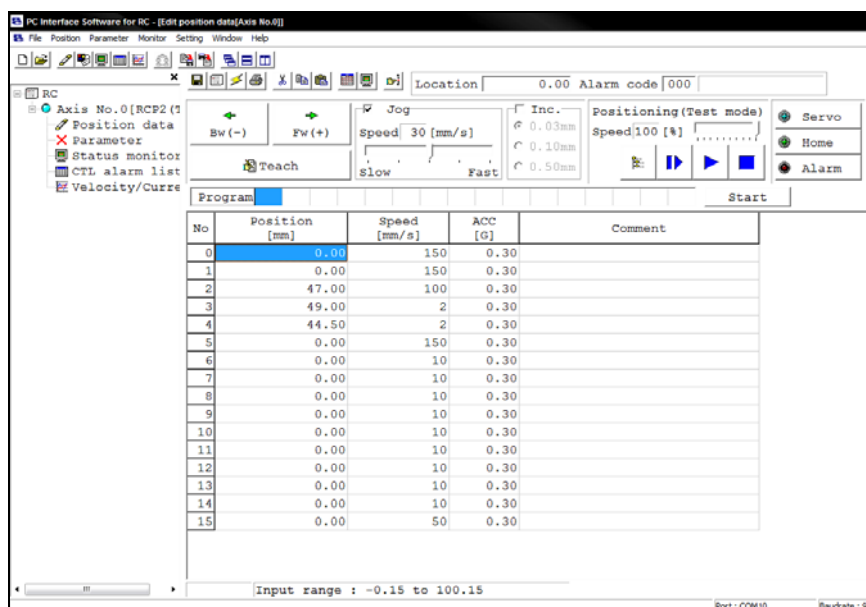 PC Interface Software for RC - [Edit position data[Axis No.0]]
File Position Parameter Monitor Setting Window Help
Location 0.00 Alarm code 000
RC
Axis No.0[RCP2(T
Position data
Parameter
Status monitor
CTL alarm list
Velocity/Curre
Bw(-) Fw(+)
Teach
Jog
Speed 30 [mm/s]
Slow Fast
Inc.
0.03mm
0.10mm
0.50mm
Positioning(Test mode)
Speed 100 [%]
Servo
Home
Alarm
Program Start
No Position [mm] Speed [mm/s] ACC [G] Comment
0 0.00 150 0.30
1 0.00 150 0.30
2 47.00 100 0.30
3 49.00 2 0.30
4 44.50 2 0.30
5 0.00 150 0.30
6 0.00 10 0.30
7 0.00 10 0.30
8 0.00 10 0.30
9 0.00 10 0.30
10 0.00 10 0.30
11 0.00 10 0.30
12 0.00 10 0.30
13 0.00 10 0.30
14 0.00 10 0.30
15 0.00 50 0.30
Input range : -0.15 to 100.15
Port : COM10 Baudrate :